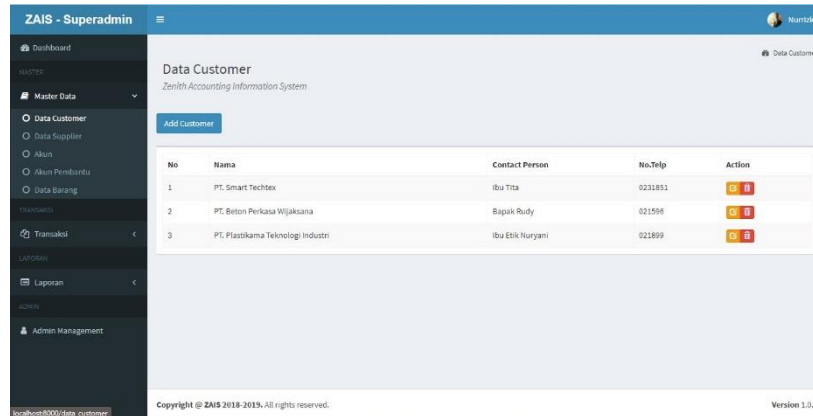 ZAIS - Superadmin
Dashboard
MASTER
Master Data
Data Customer
Data Supplier
Akun
Akun Pembantu
Data Barang
TRANSAKSI
Transaksi
LAPORAN
Laporan
ADMIN
Admin Management
localhost:8000/data_customer
Data Custome
Data Customer
Zenith Accounting Information System
Add Customer
No Nama Contact Person No.Telp Action
1 PT. Smart Techtex Ibu Tita 0231851
2 PT. Beton Perkasa Wijaksana Bapak Rudy 021596
3 PT. Plastikama Teknologi Industri Ibu Etik Nuryani 021899
Copyright @ ZAIS 2018-2019. All rights reserved.
Version 1.0.